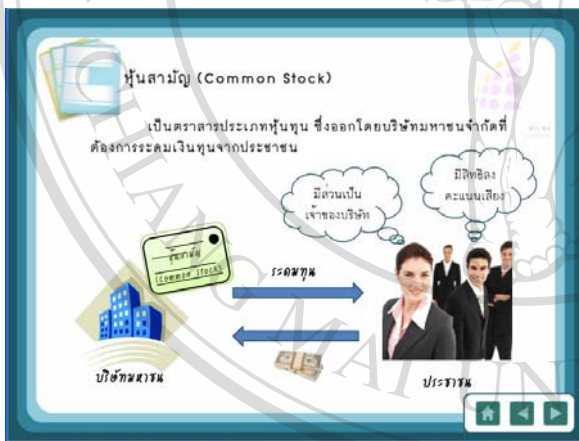 หุ้นสามัญ (Common Stock)
เป็นตราสารประเภทหุ้นทุน ซึ่งออกโดยบริษัทมหาชนจำกัดที่
ต้องการระดมเงินทุนจากประชาชน
มีส่วนเป็น
เจ้าของบริษัท
มีสิทธิลง
คะแนนเสียง
หุ้นสามัญ
(Common Stock)
ระดมทุน
บริษัทมหาชน
ประชาชน
CHIANG MAI UN